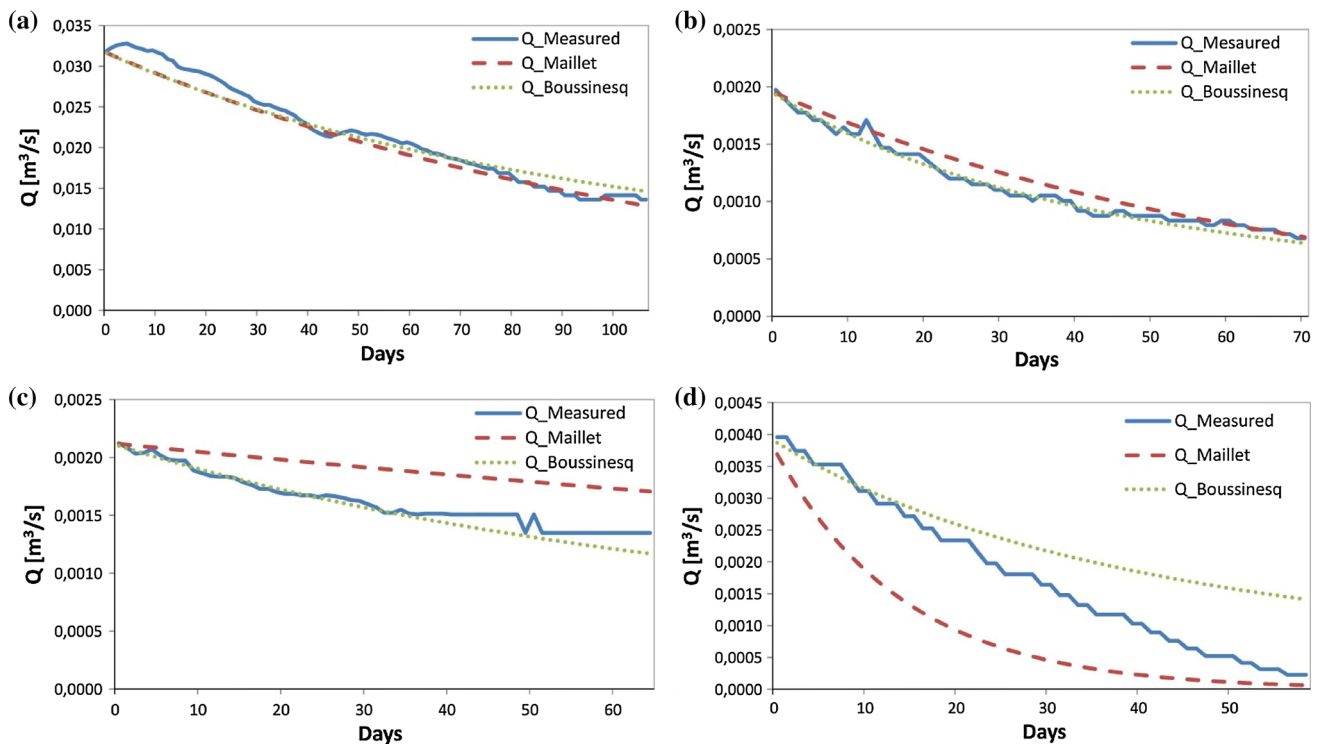 (a)
0,035
0,030
0,025
0,020
0,015
0,010
0,005
0,000
Q [m³/s]
Q_Measured
Q_Maillet
Q_Boussinesq
0 10 20 30 40 50 60 70 80 90 100
Days
(b)
0,0025
0,0020
0,0015
0,0010
0,0005
0,0000
Q [m³/s]
Q_Mesaured
Q_Maillet
Q_Boussinesq
0 10 20 30 40 50 60 70
Days
(c)
0,0025
0,0020
0,0015
0,0010
0,0005
0,0000
Q [m³/s]
Q_Measured
Q_Maillet
Q_Boussinesq
0 10 20 30 40 50 60
Days
(d)
0,0045
0,0040
0,0035
0,0030
0,0025
0,0020
0,0015
0,0010
0,0005
0,0000
Q [m³/s]
Q_Measured
Q_Maillet
Q_Boussinesq
0 10 20 30 40 50
Days